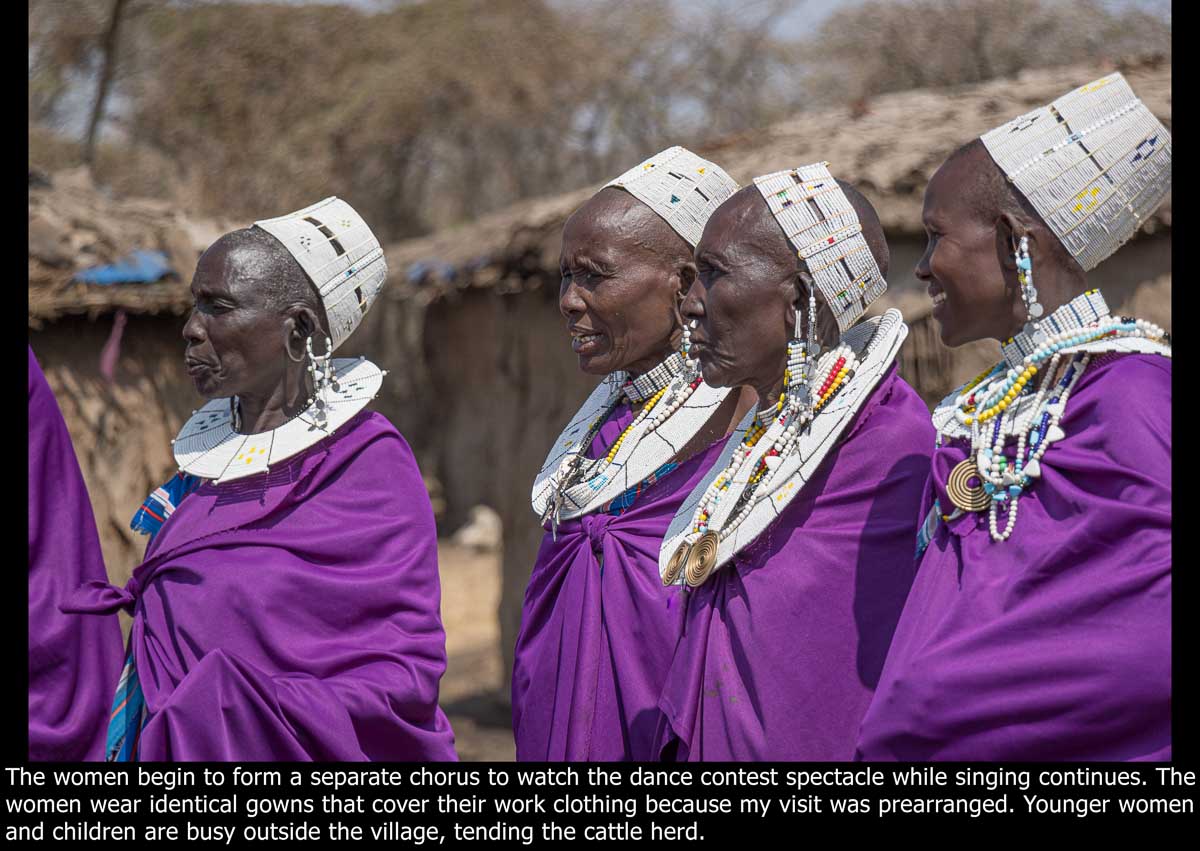 The women begin to form a separate chorus to watch the dance contest spectacle while singing continues. The
women wear identical gowns that cover their work clothing because my visit was prearranged. Younger women
and children are busy outside the village, tending the cattle herd.